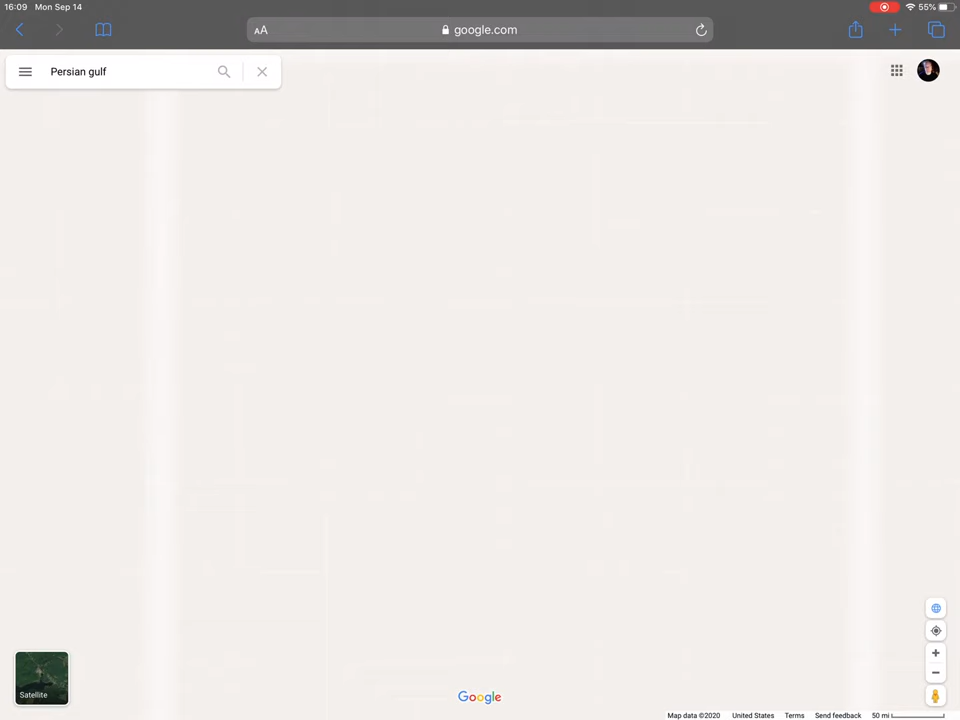 16:09 Mon Sep 14
55%
AA
google.com
Persian gulf
Satellite
Google
Map data ©2020 United States Terms Send feedback 50 mi